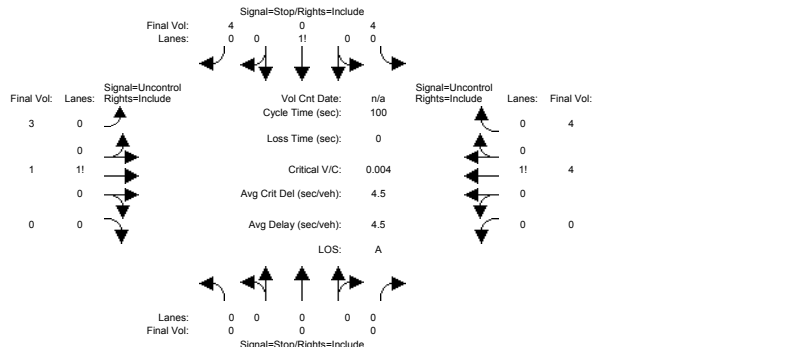 Signal=Stop/Rights=Include
Final Vol: 4 0 4
Lanes: 0 0 1! 0 0
Signal=Uncontrol Signal=Uncontrol
Final Vol: Lanes: Rights=Include Vol Cnt Date: n/a Rights=Include Lanes: Final Vol:
Cycle Time (sec): 100
3 0 0 4
Loss Time (sec): 0
0 0
1 1! Critical V/C: 0.004 1! 4
0 Avg Crit Del (sec/veh): 4.5 0
0 0 Avg Delay (sec/veh): 4.5 0 0
LOS: A
Lanes: 0 0 0 0 0
Final Vol: 0 0 0
Signal=Stop/Rights=Include